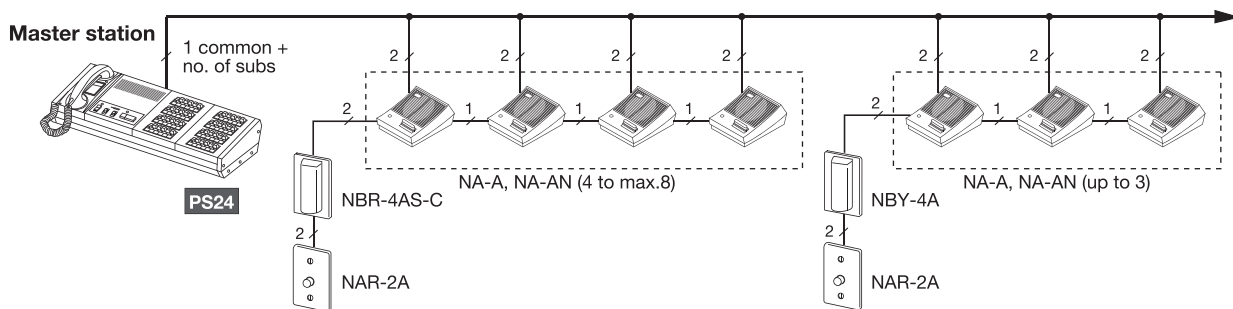 Master station
1 common +
no. of subs
PS24
2
2
2
2
2
1
1
1
NA-A, NA-AN (4 to max.8)
NBR-4AS-C
2
NAR-2A
2
2
2
2
1
1
NA-A, NA-AN (up to 3)
NBY-4A
2
NAR-2A